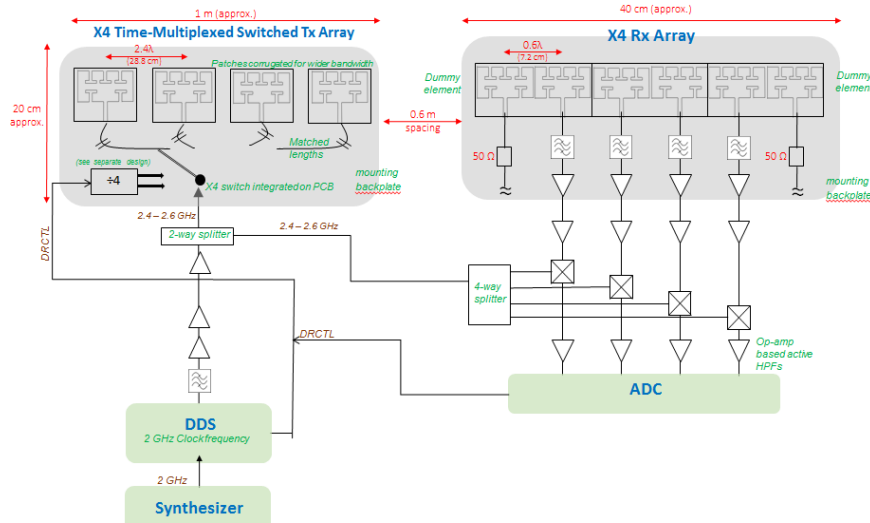 1 m (approx.)
X4 Time-Multiplexed Switched Tx Array
2.4λ
(28.8 cm)
Patches corrugated for wider bandwidth
20 cm
approx.
Matched
lengths
(see separate design)
÷4
X4 switch integrated on PCB
mounting
backplate
2.4 – 2.6 GHz
2-way splitter
2.4 – 2.6 GHz
DRCTL
DRCTL
DDS
2 GHz Clockfrequency
2 GHz
Synthesizer
0.6 m
spacing
40 cm (approx.)
X4 Rx Array
0.6λ
(7.2 cm)
Dummy
element
Dummy
element
50 Ω
50 Ω
mounting
backplate
4-way
splitter
Op-amp
based active
HPFs
ADC